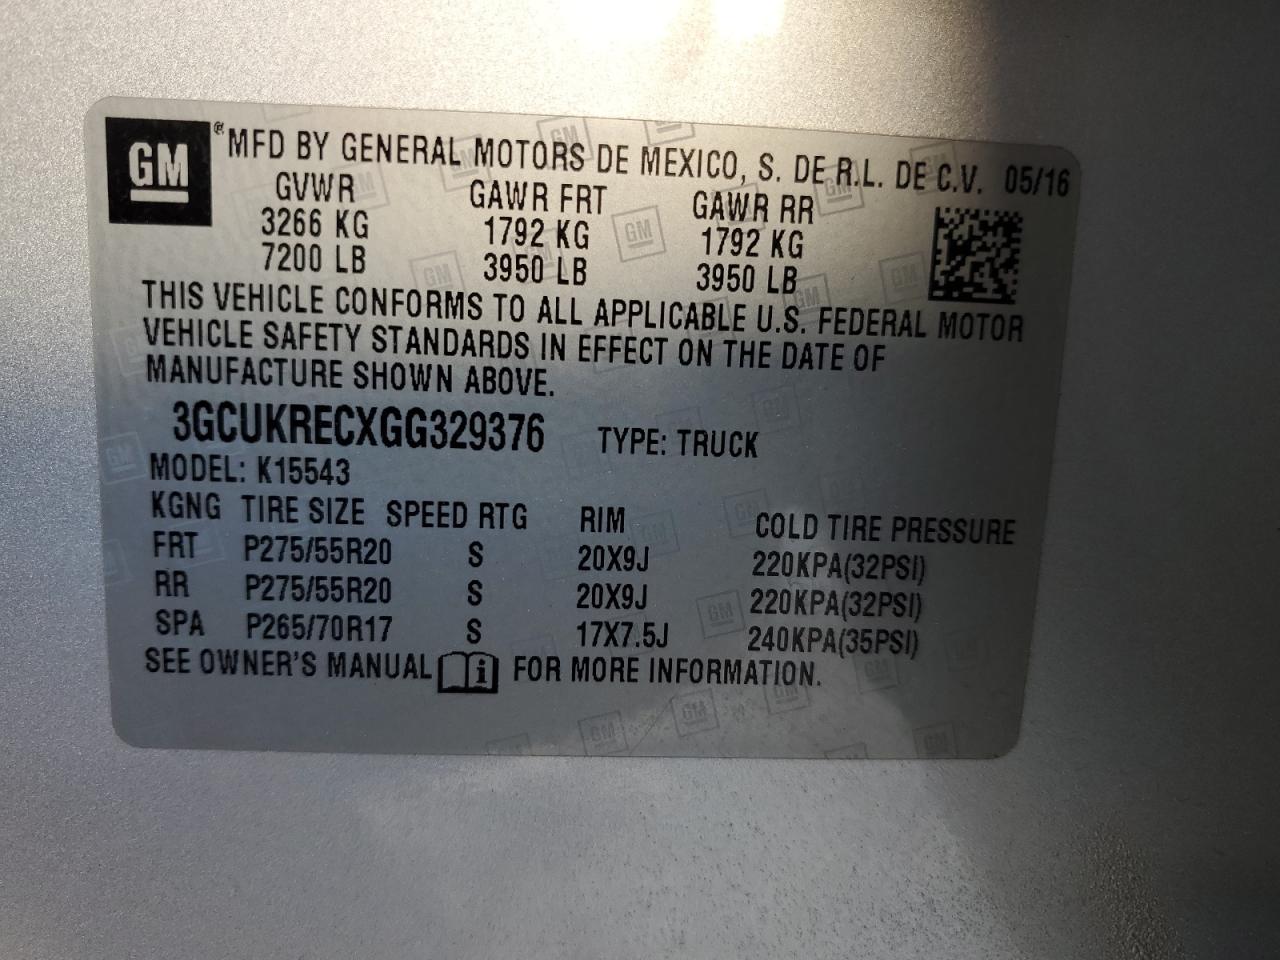 GM ® MFD BY GENERAL MOTORS DE MEXICO, S. DE R.L. DE C.V. 05/16
GVWR GAWR FRT GAWR RR
3266 KG 1792 KG 1792 KG
7200 LB 3950 LB 3950 LB
THIS VEHICLE CONFORMS TO ALL APPLICABLE U.S. FEDERAL MOTOR
VEHICLE SAFETY STANDARDS IN EFFECT ON THE DATE OF
MANUFACTURE SHOWN ABOVE.
3GCUKRECXGG329376 TYPE: TRUCK
MODEL: K15543
KGNG TIRE SIZE SPEED RTG RIM COLD TIRE PRESSURE
FRT P275/55R20 S 20X9J 220KPA(32PSI)
RR P275/55R20 S 20X9J 220KPA(32PSI)
SPA P265/70R17 S 17X7.5J 240KPA(35PSI)
SEE OWNER'S MANUAL i FOR MORE INFORMATION.